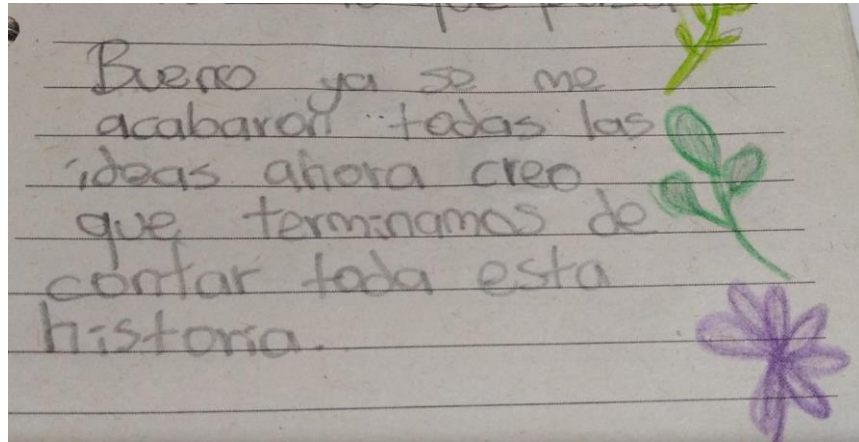 Bueno ya se me
acabaron todas las
ideas ahora creo
que terminamos de
contar toda esta
historia.